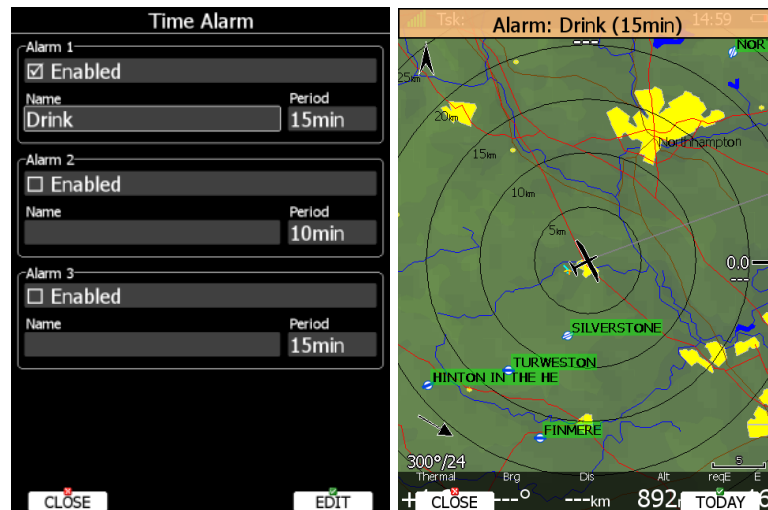 Time Alarm
Alarm 1
Enabled
Name Period
Drink 15min
Alarm 2
Enabled
Name Period
10min
Alarm 3
Enabled
Name Period
15min
CLOSE EDIT
Tsk: 14:59
Alarm: Drink (15min)
---
NOR
25km
20km
Northhampton
15km
10km
5km
0.0
---
SILVERSTONE
TURWESTON
HINTON IN THE HE
FINMERE
300°/24
5
Thermal Brg Dis Alt reqE E
CLOSE ---° ---km 892 TODAY 6